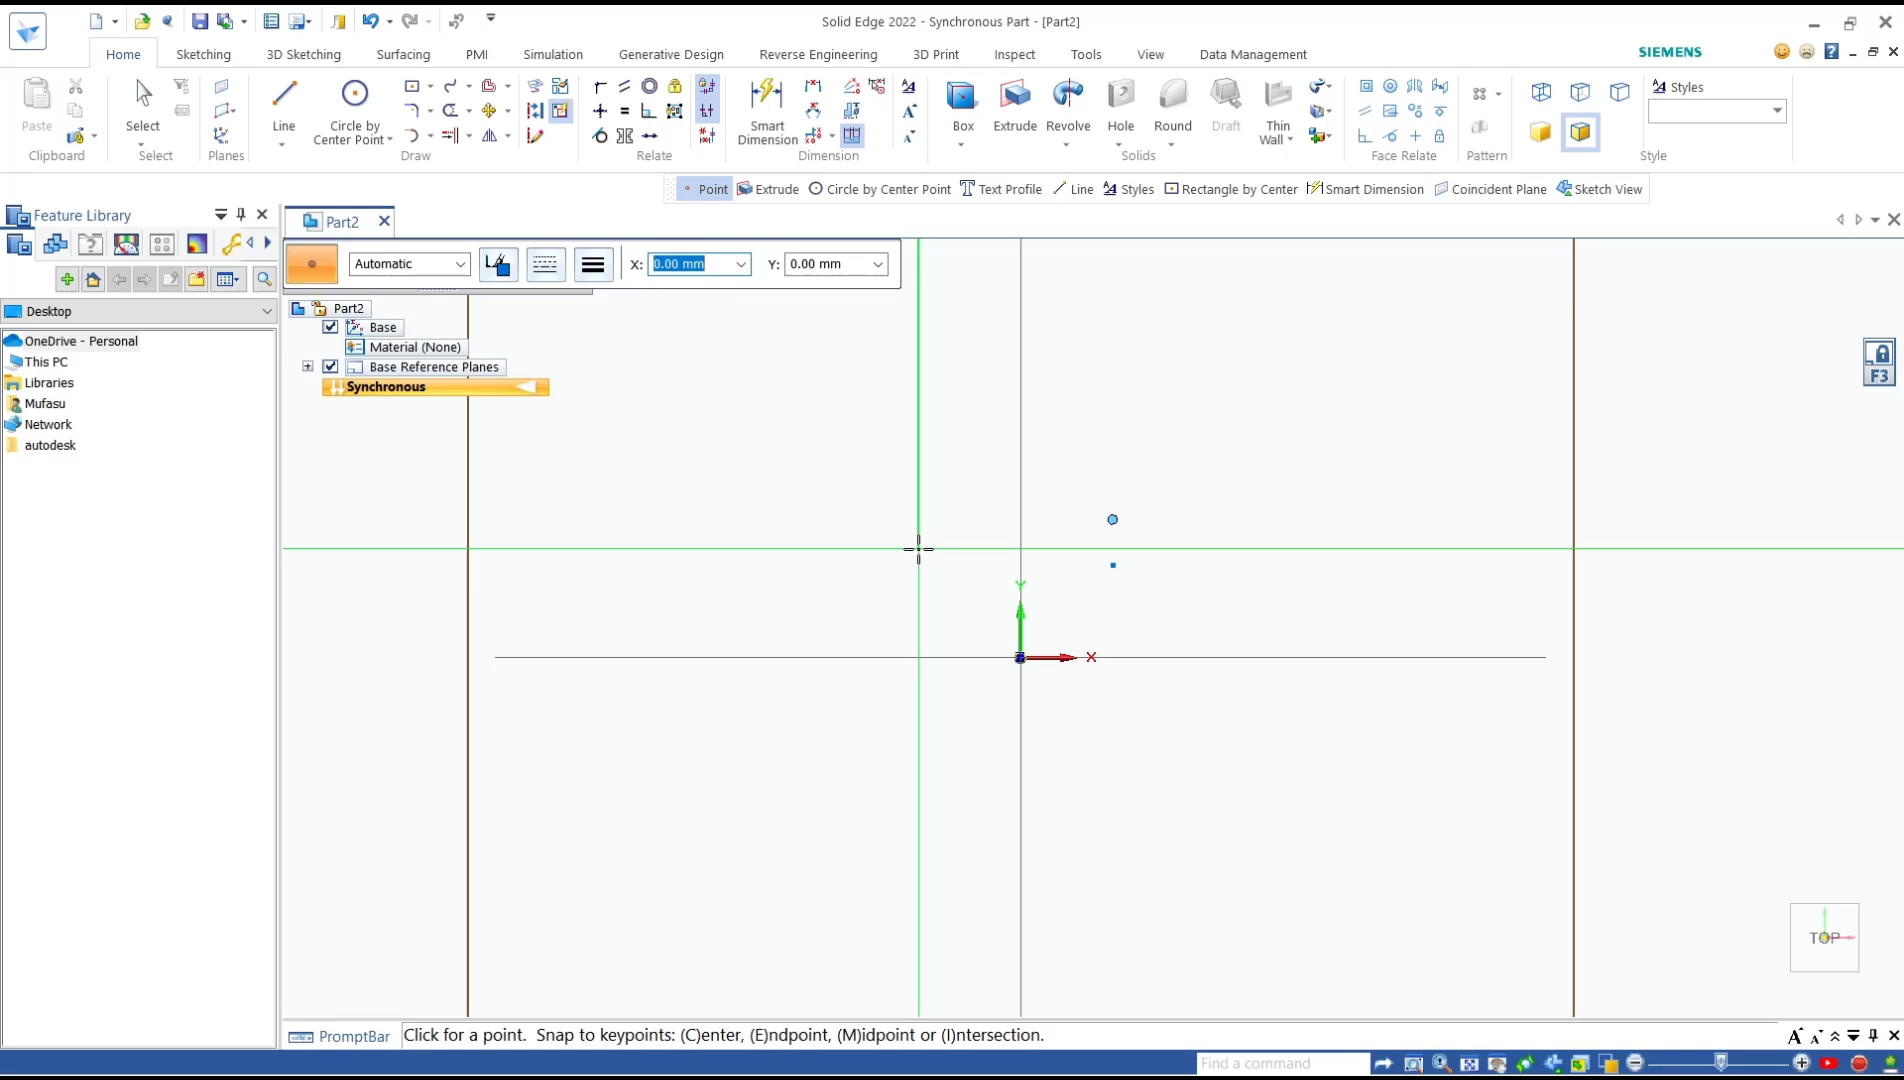 Solid Edge 2022 - Synchronous Part - [Part2]
Home
Sketching
3D Sketching
Surfacing
PMI
Simulation
Generative Design
Reverse Engineering
3D Print
Inspect
Tools
View
Data Management
SIEMENS
Paste
Clipboard
Select
Select
Planes
Line
Circle by
Center Point
Draw
Relate
Smart
Dimension
Dimension
Box
Extrude
Revolve
Hole
Round
Draft
Thin
Wall
Solids
Face Relate
Pattern
Styles
Style
Point
Extrude
Circle by Center Point
Text Profile
Line
Styles
Rectangle by Center
Smart Dimension
Coincident Plane
Sketch View
Feature Library
Part2
Automatic
X: 0.00 mm
Y: 0.00 mm
Desktop
OneDrive - Personal
This PC
Libraries
Mufasu
Network
autodesk
Part2
Base
Material (None)
Base Reference Planes
Synchronous
F3
Y
X
TOP
PromptBar
Click for a point. Snap to keypoints: (C)enter, (E)ndpoint, (M)idpoint or (I)ntersection.
Find a command